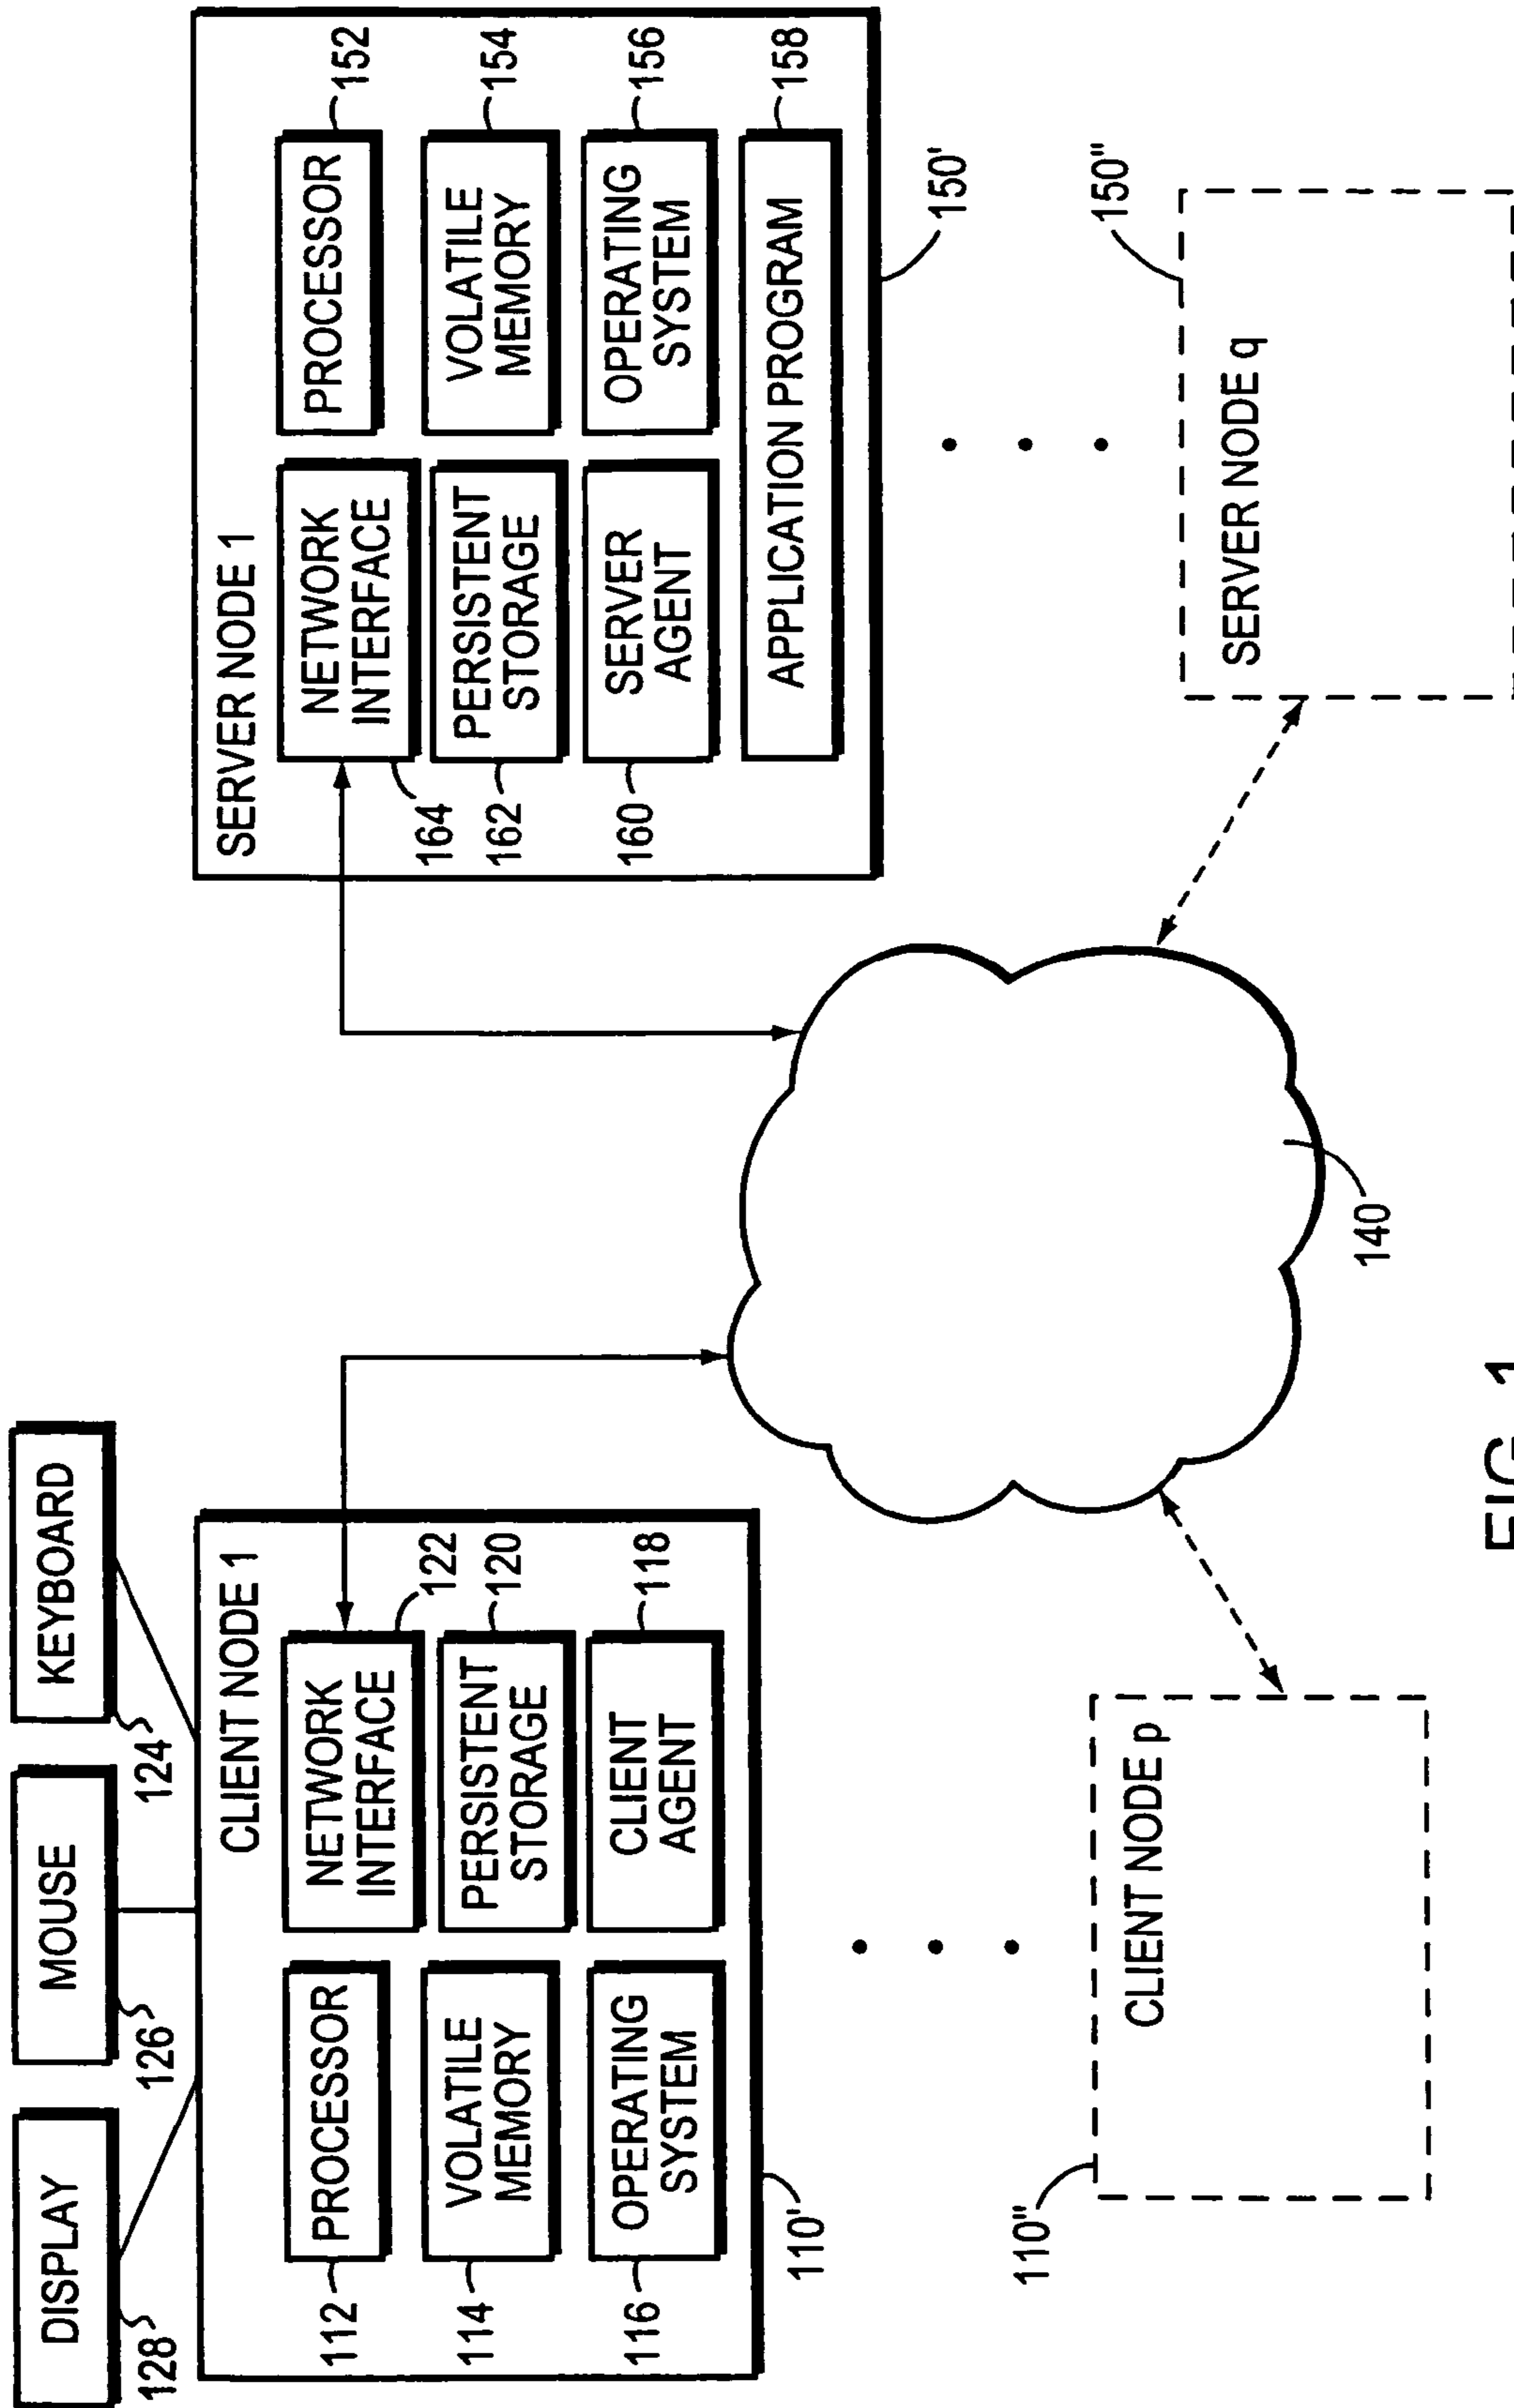 DISPLAY
128
MOUSE
126
KEYBOARD
124
CLIENT NODE 1
PROCESSOR
112
VOLATILE
MEMORY
114
OPERATING
SYSTEM
116
NETWORK
INTERFACE
122
PERSISTENT
STORAGE
120
CLIENT
AGENT
118
110'
110"
CLIENT NODE p
140
SERVER NODE 1
NETWORK
INTERFACE
164
PERSISTENT
STORAGE
162
SERVER
AGENT
160
PROCESSOR
152
VOLATILE
MEMORY
154
OPERATING
SYSTEM
156
APPLICATION PROGRAM
158
150'
150"
SERVER NODE q
FIG. 1